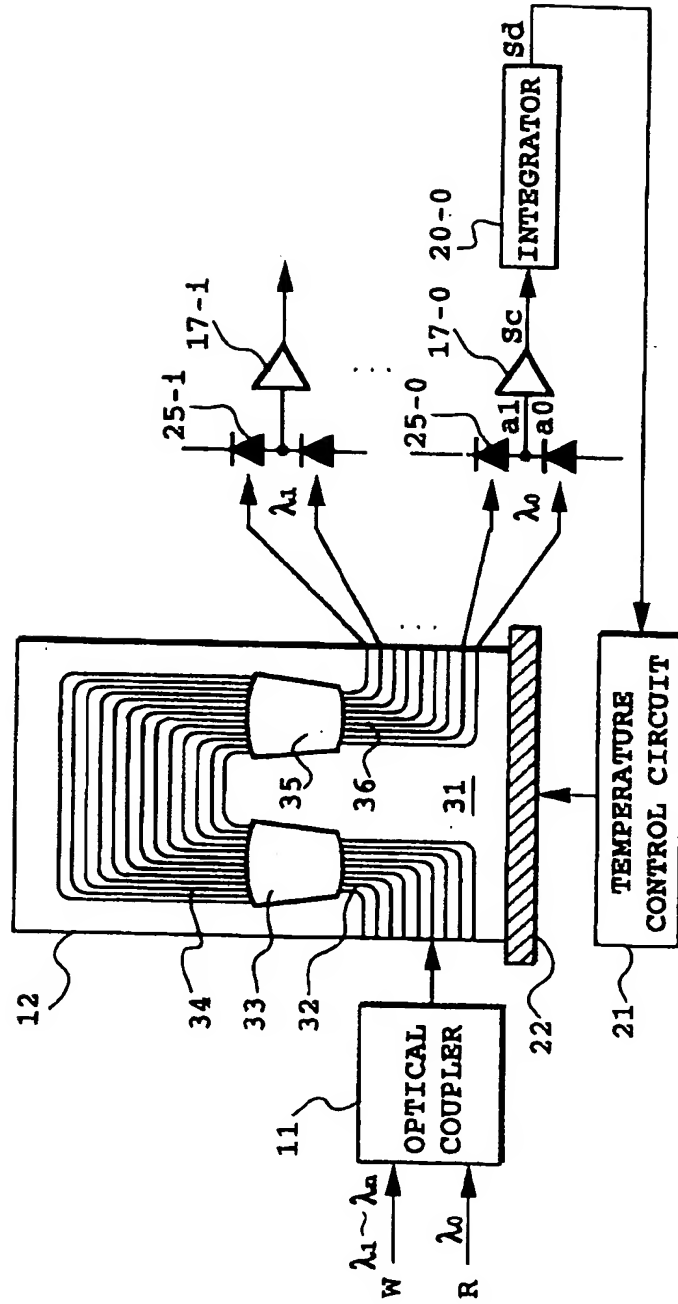 12
34
33
32
11
OPTICAL
COUPLER
W
λ1~λn
R
λ0
35
36
31
22
21
TEMPERATURE
CONTROL CIRCUIT
λ1
25-1
17-1
...
...
λ0
25-0
a1
a0
17-0
Sc
20-0
INTEGRATOR
Sd